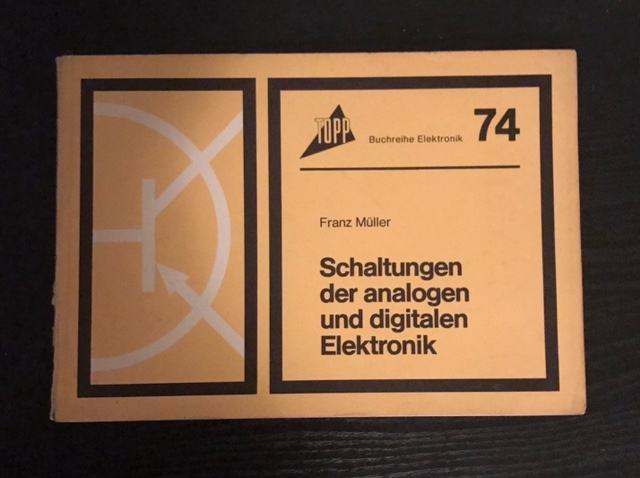 TOPP
Buchreihe Elektronik 74
Franz Müller
Schaltungen
der analogen
und digitalen
Elektronik